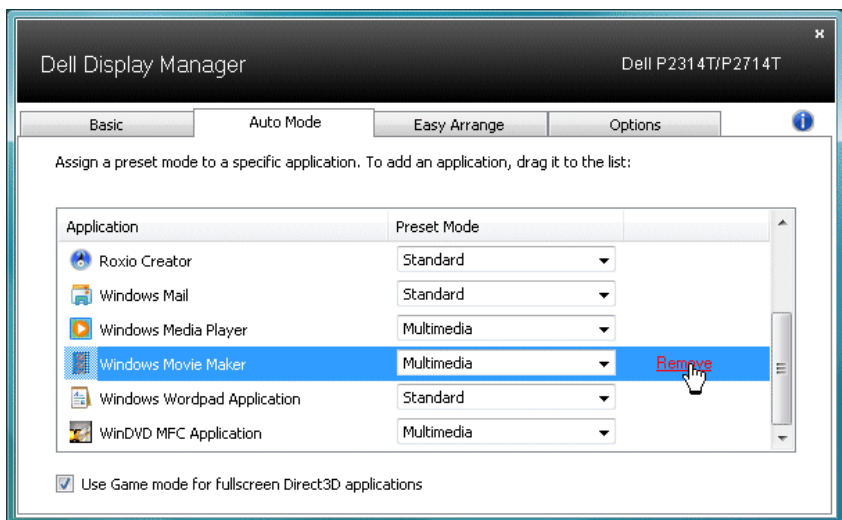 Dell Display Manager Dell P2314T/P2714T
Basic Auto Mode Easy Arrange Options
Assign a preset mode to a specific application. To add an application, drag it to the list:
Application Preset Mode
Roxio Creator Standard
Windows Mail Standard
Windows Media Player Multimedia
Windows Movie Maker Multimedia Remove
Windows Wordpad Application Standard
WinDVD MFC Application Multimedia
Use Game mode for fullscreen Direct3D applications